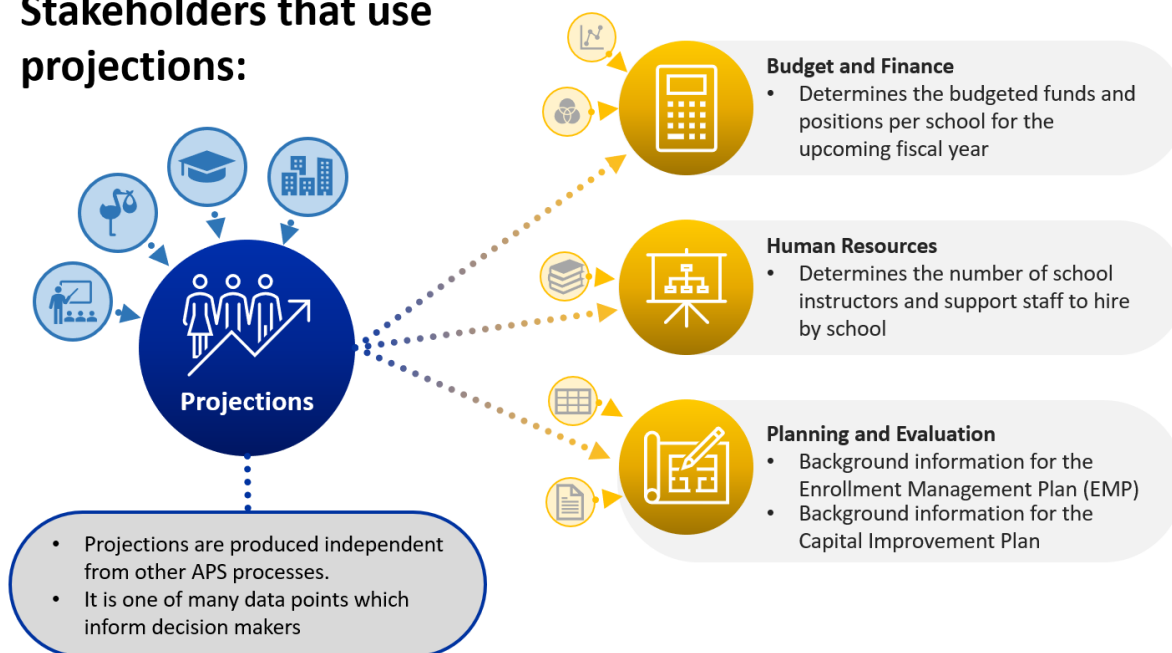 Stakeholders that use
projections:
Projections
• Projections are produced independent
from other APS processes.
• It is one of many data points which
inform decision makers
Budget and Finance
• Determines the budgeted funds and
positions per school for the
upcoming fiscal year
Human Resources
• Determines the number of school
instructors and support staff to hire
by school
Planning and Evaluation
• Background information for the
Enrollment Management Plan (EMP)
• Background information for the
Capital Improvement Plan